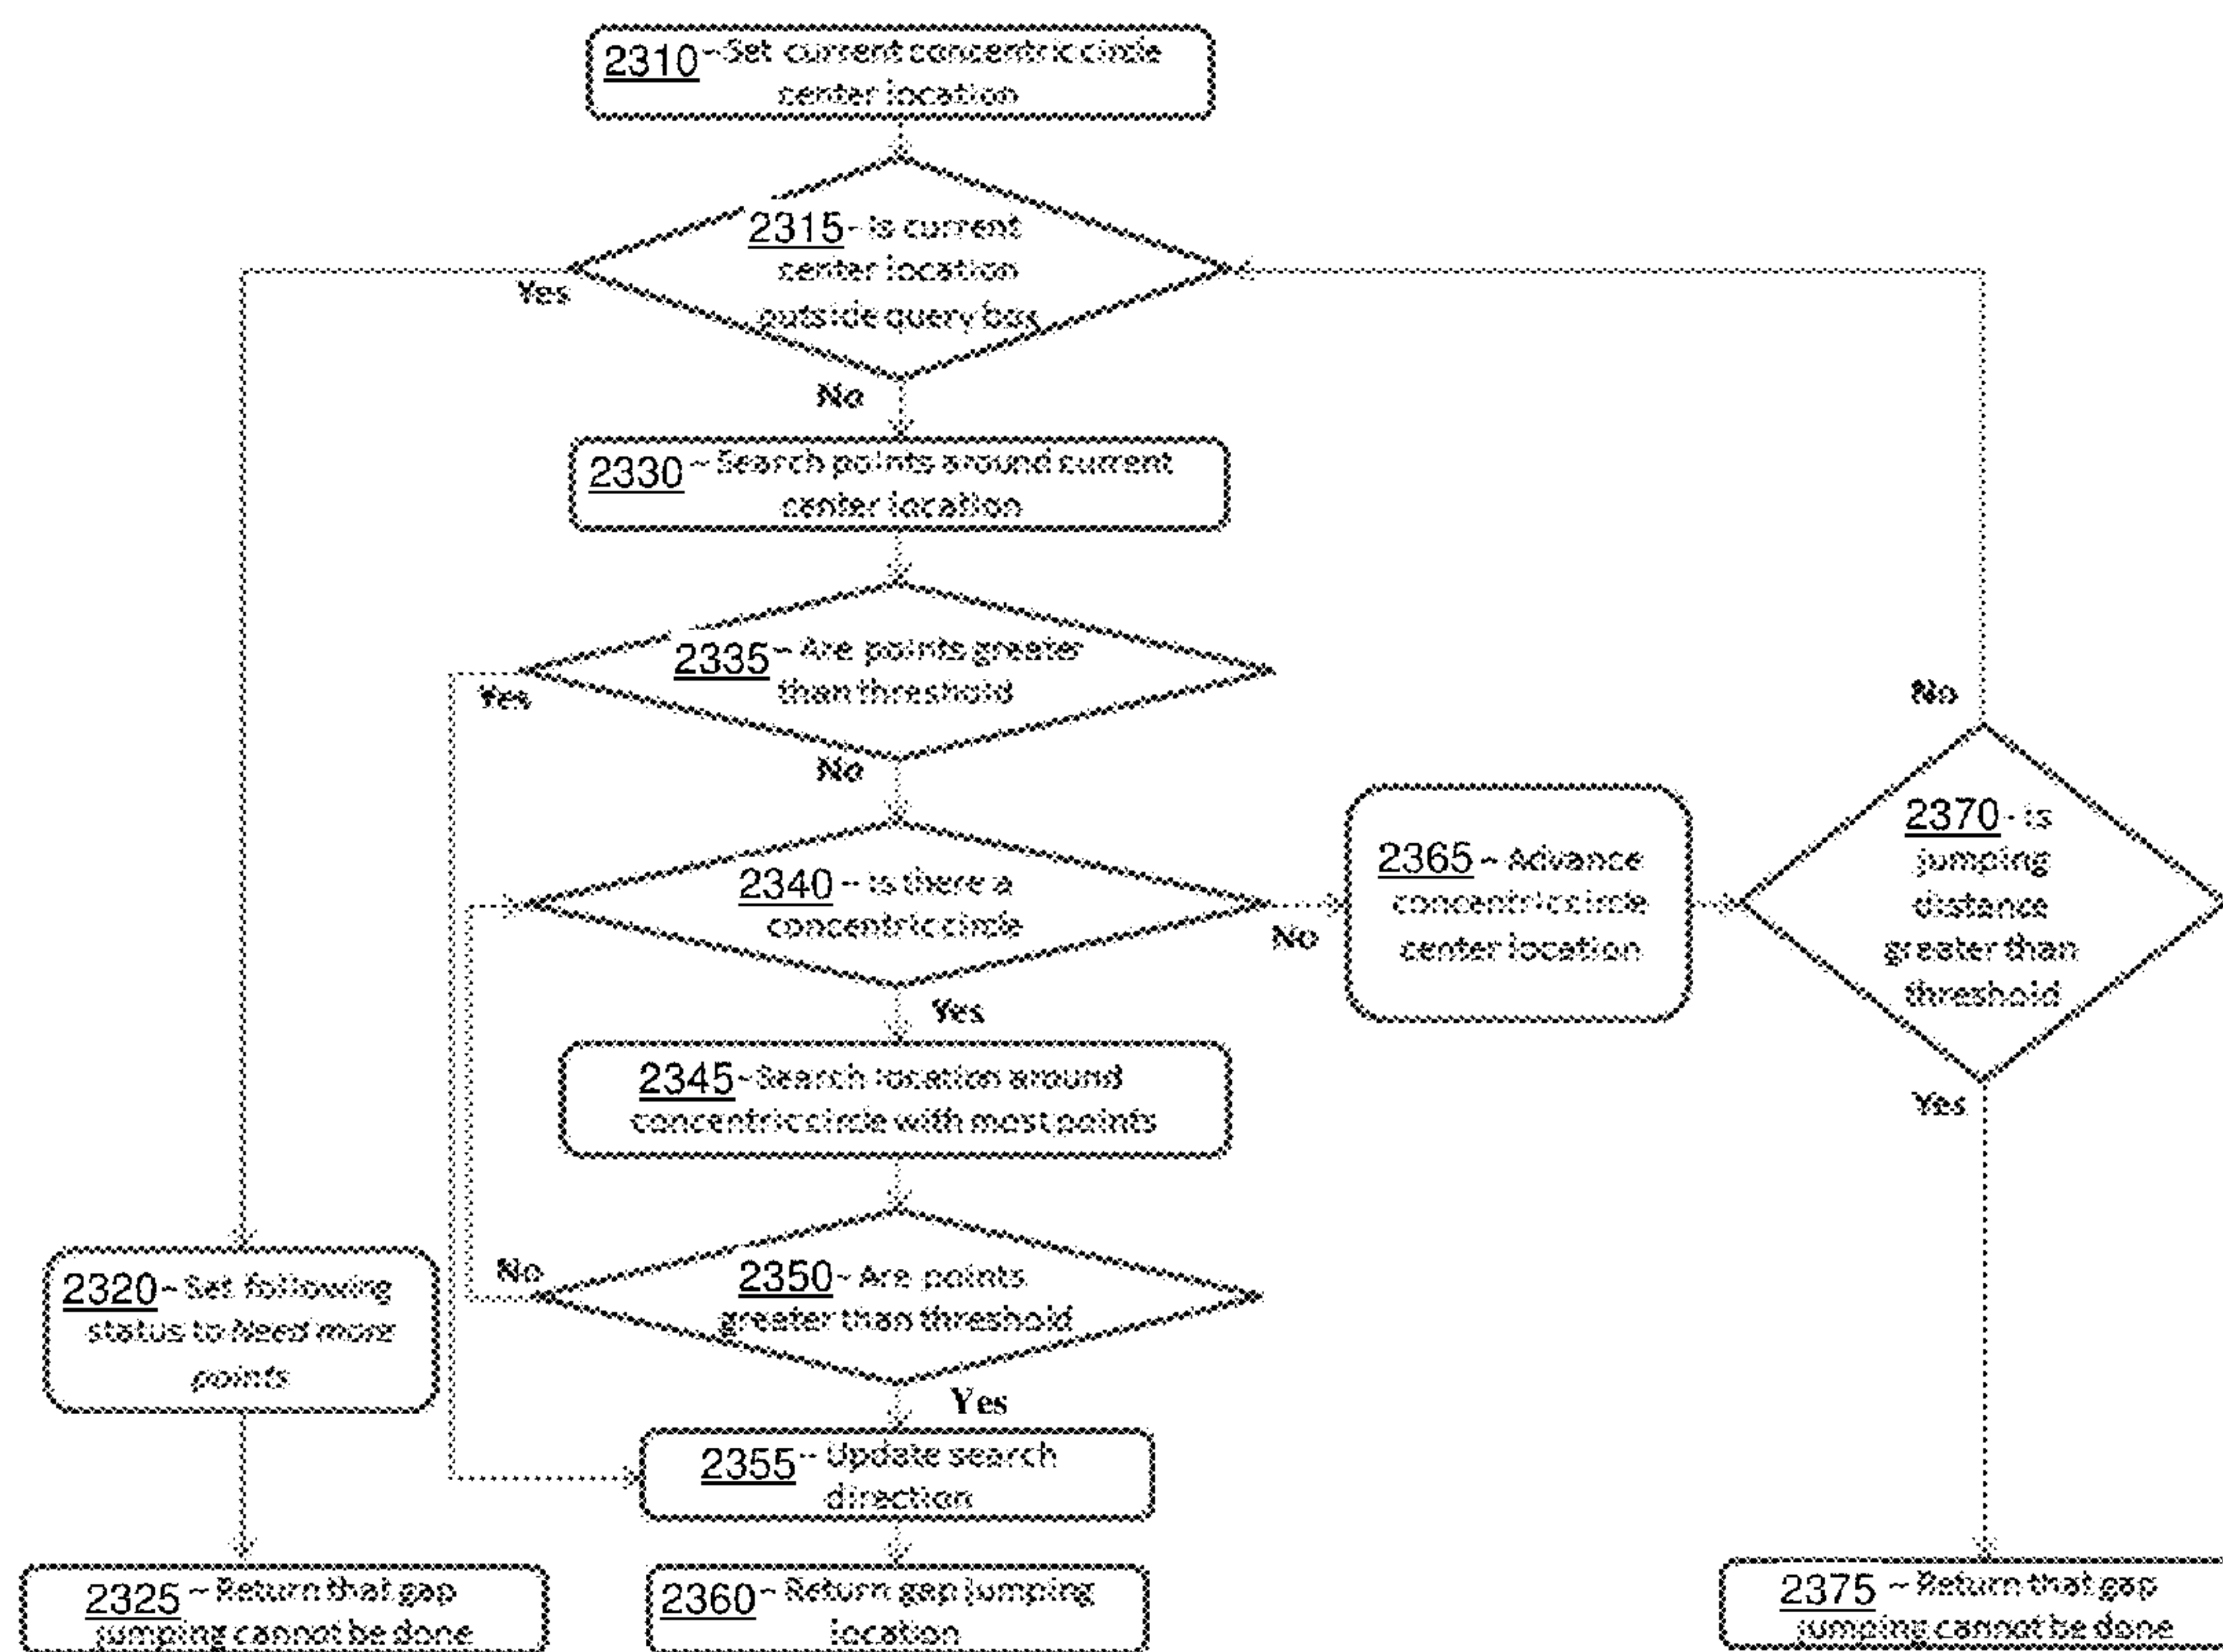 2310 ~ Set current concentric circle
center location
2315 - is current
center location
outside query box
Yes
No
2330 ~ Search points around current
center location
2335 ~ Are points greater
than threshold
Yes
No
No
2340 ~ is there a
concentric circle
No
2365 ~ Advance
concentric circle
center location
2370 - is
jumping
distance
greater than
threshold
Yes
2345 ~ Search location around
concentric circle with most points
Yes
2320 ~ Set following
status to Need more
points
No
2350 - Are points
greater than threshold
Yes
2355 ~ Update search
direction
2325 ~ Return that gap
jumping cannot be done
2360 ~ Return gap jumping
location
2375 ~ Return that gap
jumping cannot be done